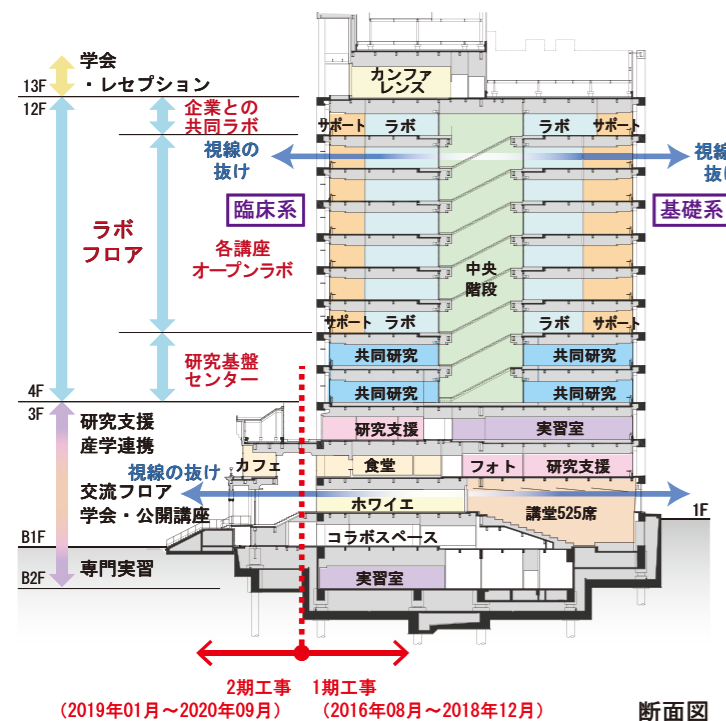 学会
・レセプション
カンファ
レンス
13F
12F
企業との
共同ラボ
サポート
ラボ
ラボ
サポート
視線の
抜け
視線
抜け
臨床系
基礎系
ラボ
フロア
各講座
オープンラボ
中央
階段
サポート
ラボ
ラボ
サポート
研究基盤
センター
共同研究
共同研究
共同研究
共同研究
4F
3F
研究支援
産学連携
研究支援
実習室
カフェ
食堂
フォト
研究支援
視線の抜け
交流フロア
学会・公開講座
ホワイエ
講堂525席
1F
コラボスペース
B1F
専門実習
実習室
B2F
2期工事
1期工事
（2019年01月～2020年09月）
（2016年08月～2018年12月）
断面図